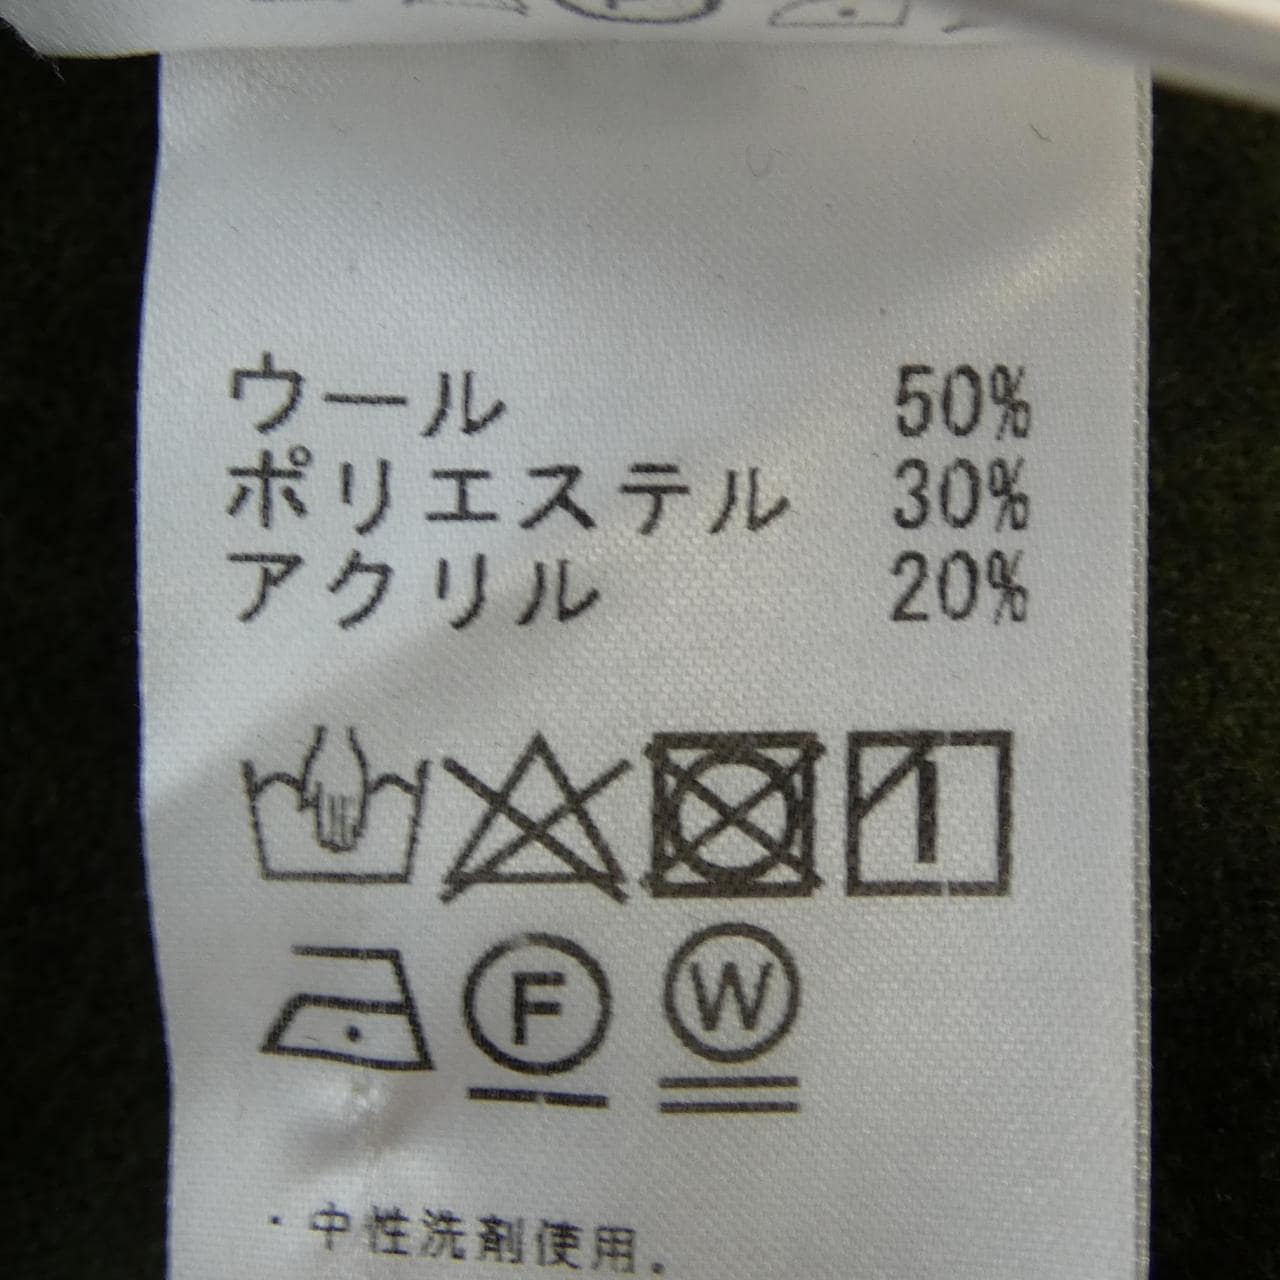 ウール 50%
ポリエステル 30%
アクリル 20%
F W
・中性洗剤使用.